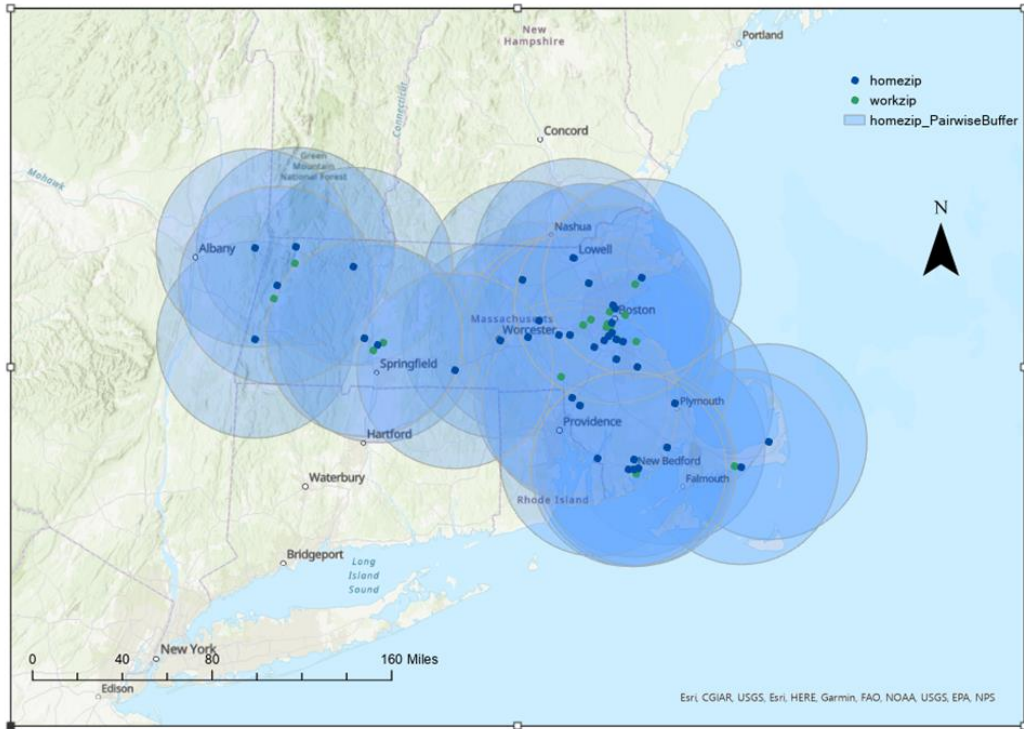 New
Hampshire
Portland
homezip
workzip
homezip_PairwiseBuffer
Connecticut
Concord
Green
Mountain
National Forest
Mohawk
N
Nashua
Albany
Lowell
Boston
Massachusetts
Worcester
Springfield
Plymouth
Providence
Hartford
New Bedford
Waterbury
Falmouth
Rhode Island
Bridgeport
Long
Island
Sound
New York
0 40 80 160 Miles
Edison
Esri, CGIAR, USGS, Esri, HERE, Garmin, FAO, NOAA, USGS, EPA, NPS